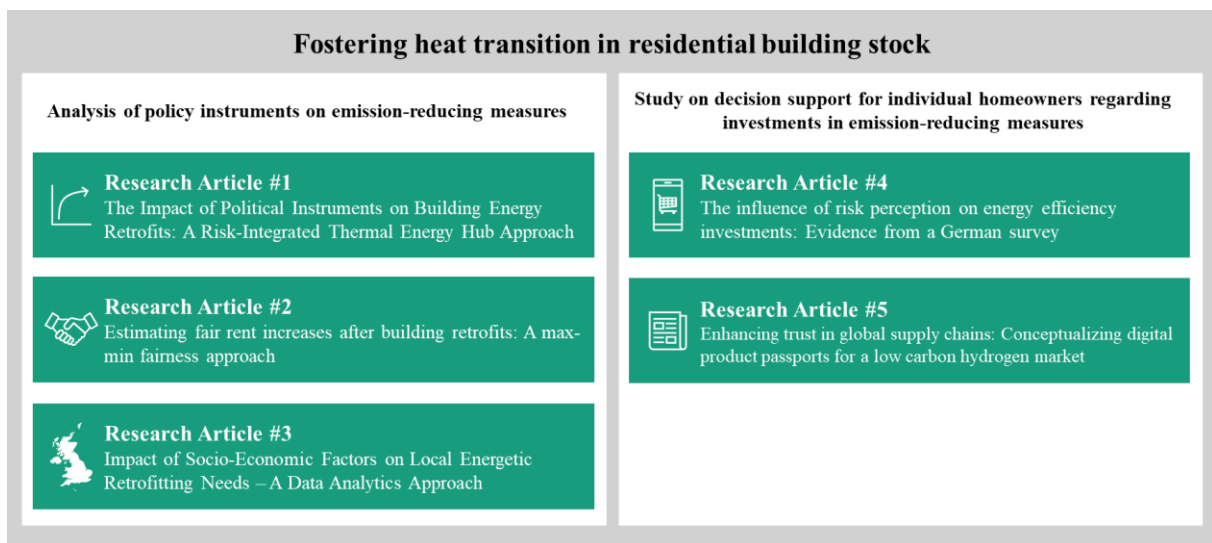 Fostering heat transition in residential building stock
Analysis of policy instruments on emission-reducing measures
Research Article #1
The Impact of Political Instruments on Building Energy
Retrofits: A Risk-Integrated Thermal Energy Hub Approach
Research Article #2
Estimating fair rent increases after building retrofits: A max-
min fairness approach
Research Article #3
Impact of Socio-Economic Factors on Local Energetic
Retrofitting Needs – A Data Analytics Approach
Study on decision support for individual homeowners regarding
investments in emission-reducing measures
Research Article #4
The influence of risk perception on energy efficiency
investments: Evidence from a German survey
Research Article #5
Enhancing trust in global supply chains: Conceptualizing digital
product passports for a low carbon hydrogen market